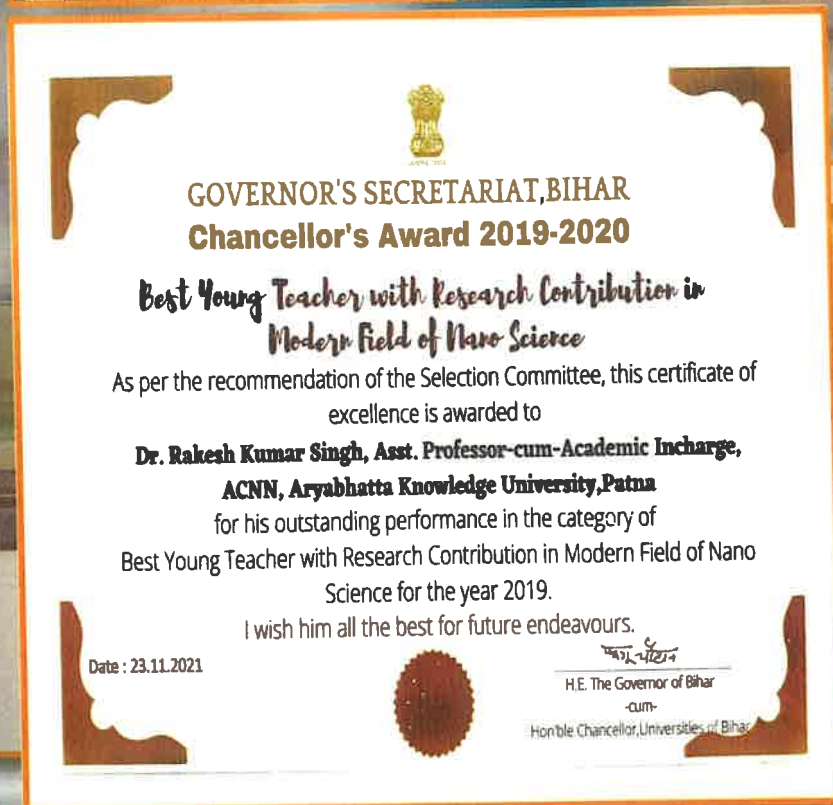 GOVERNOR'S SECRETARIAT,BIHAR
Chancellor's Award 2019-2020
Best Young Teacher with Research Contribution in
Modern Field of Nano Science
As per the recommendation of the Selection Committee, this certificate of
excellence is awarded to
Dr. Rakesh Kumar Singh, Asst. Professor-cum-Academic Incharge,
ACNN, Aryabhatta Knowledge University,Patna
for his outstanding performance in the category of
Best Young Teacher with Research Contribution in Modern Field of Nano
Science for the year 2019.
I wish him all the best for future endeavours.
Date : 23.11.2021
H.E. The Governor of Bihar
-cum-
Hon'ble Chancellor,Universities of Bihar